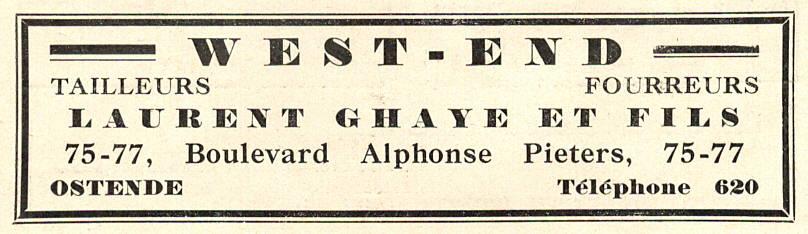 WEST-END
TAILLEURS FOURREURS
LAURENT GHAYE ET FILS
75-77, Boulevard Alphonse Pieters, 75-77
OSTENDE Téléphone 620